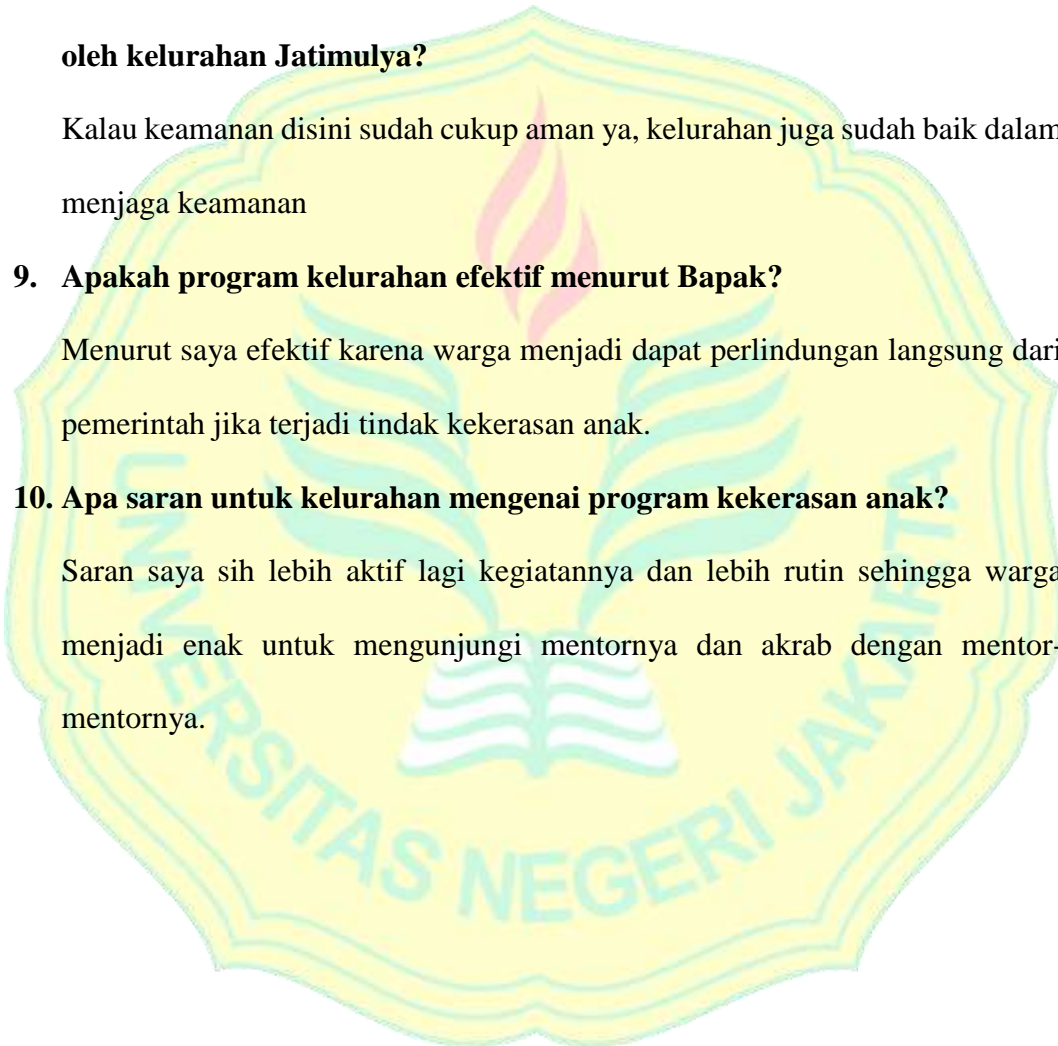 oleh kelurahan Jatimulya?
Kalau keamanan disini sudah cukup aman ya, kelurahan juga sudah baik dalam
menjaga keamanan
9. Apakah program kelurahan efektif menurut Bapak?
Menurut saya efektif karena warga menjadi dapat perlindungan langsung dari
pemerintah jika terjadi tindak kekerasan anak.
10. Apa saran untuk kelurahan mengenai program kekerasan anak?
Saran saya sih lebih aktif lagi kegiatannya dan lebih rutin sehingga warga
menjadi enak untuk mengunjungi mentornya dan akrab dengan mentor-
mentornya.
UNIVERSITAS NEGERI JAKARTA